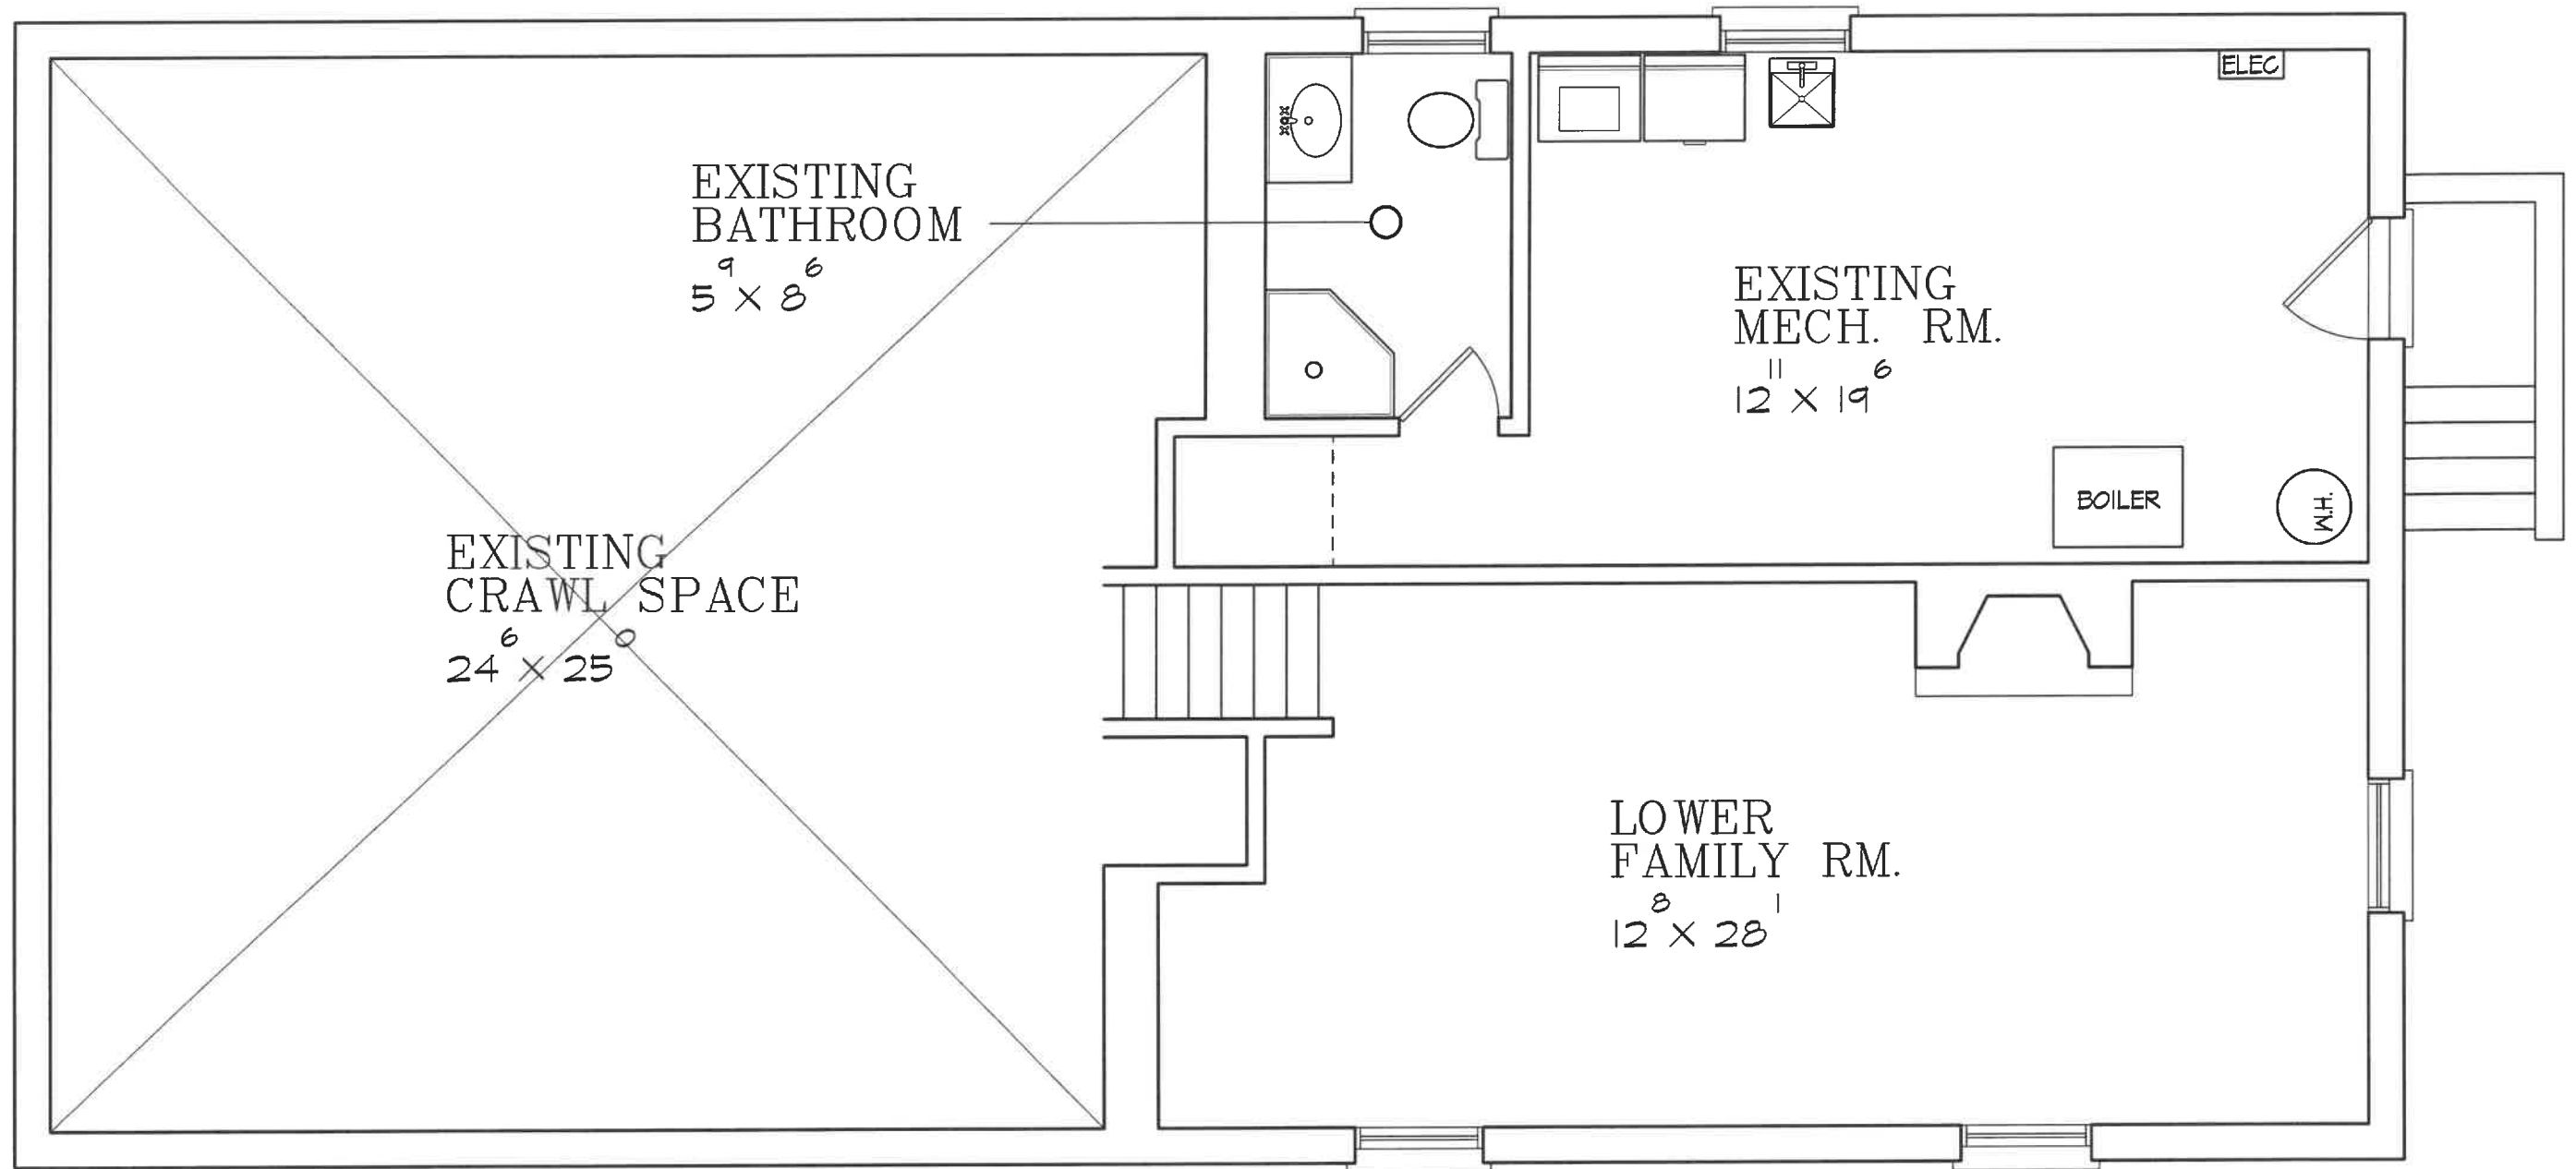 EXISTING
BATHROOM
5⁹ X 8⁶
ELEC
EXISTING
MECH. RM.
12¹¹ X 19⁶
BOILER
H.W.
EXISTING
CRAWL SPACE
24⁶ X 25⁰
LOWER
FAMILY RM.
12⁸ X 28¹